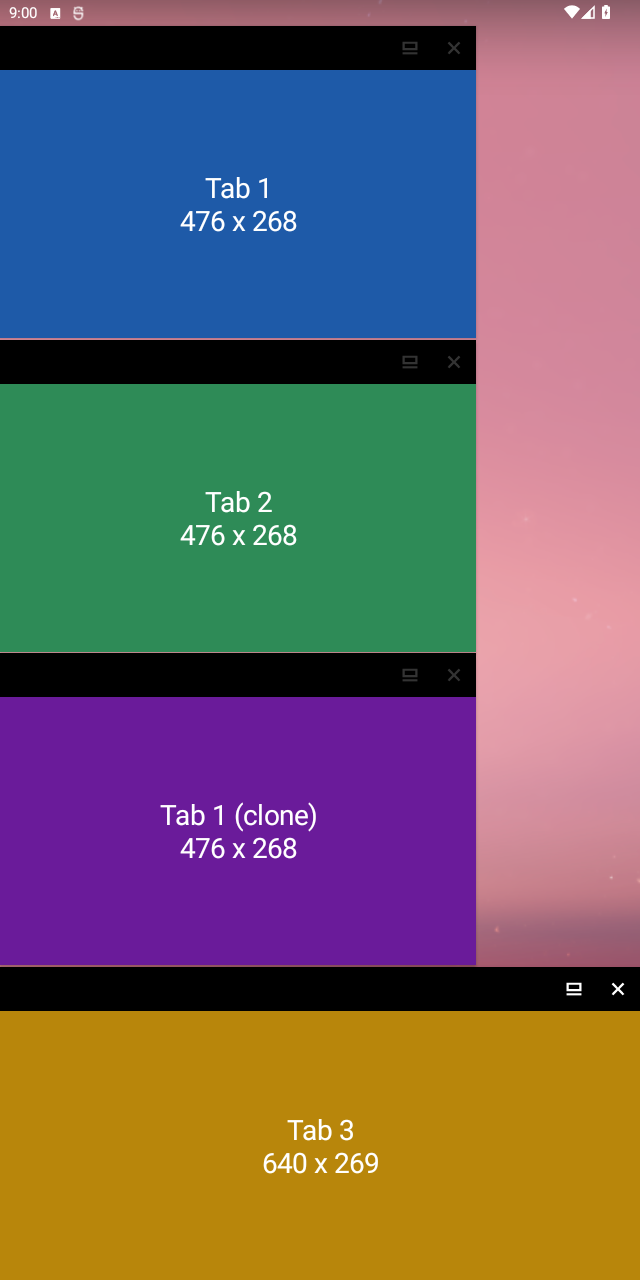 9:00
Tab 1
476 x 268
Tab 2
476 x 268
Tab 1 (clone)
476 x 268
Tab 3
640 x 269